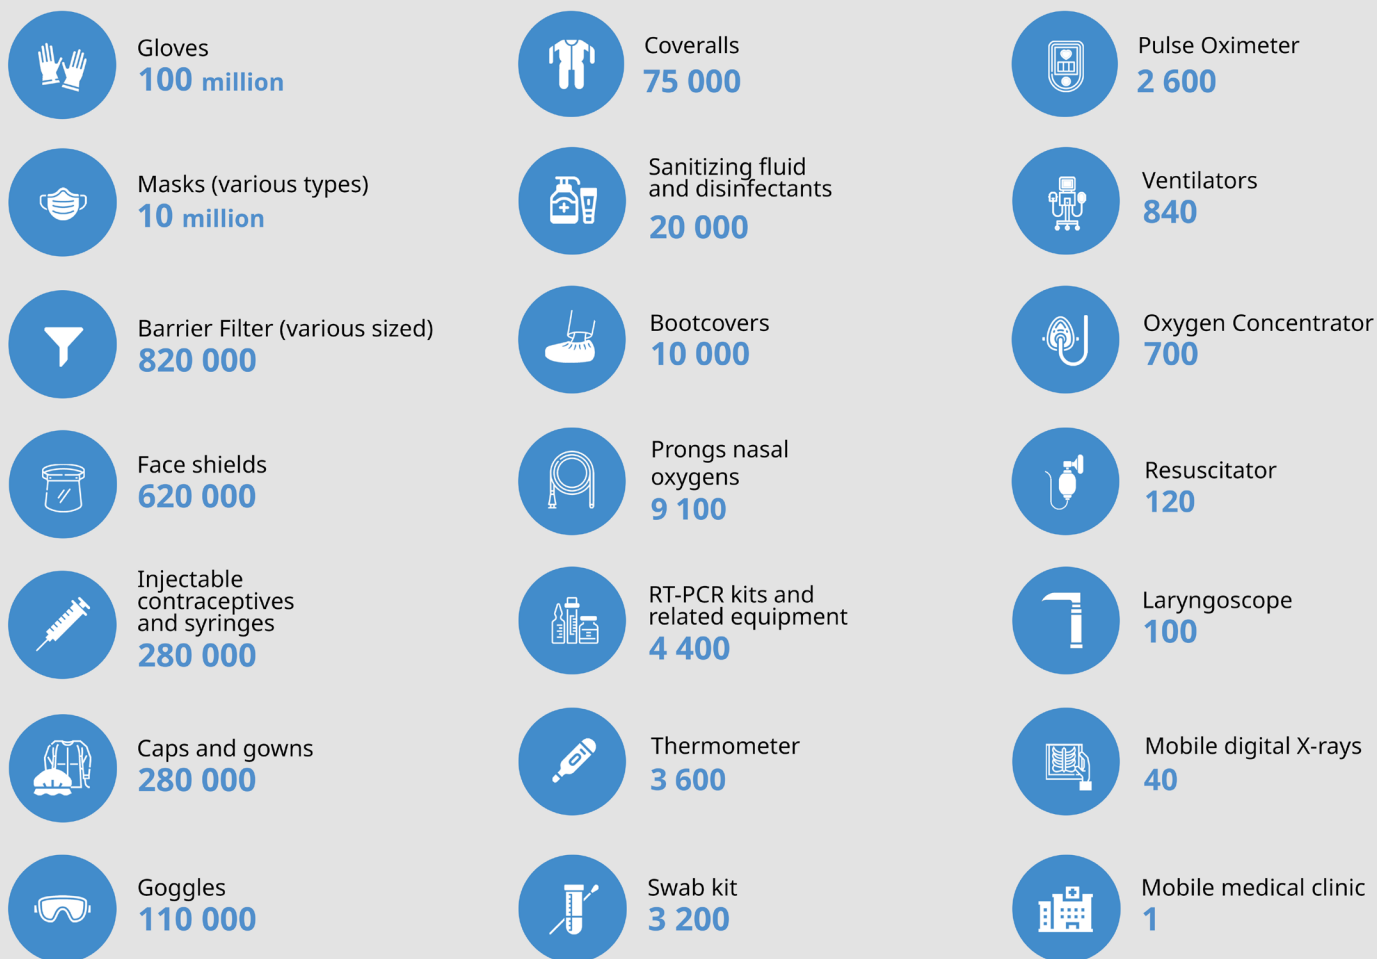 Gloves
100 million
Masks (various types)
10 million
Barrier Filter (various sized)
820 000
Face shields
620 000
Injectable
contraceptives
and syringes
280 000
Caps and gowns
280 000
Goggles
110 000
Coveralls
75 000
Sanitizing fluid
and disinfectants
20 000
Bootcovers
10 000
Prongs nasal
oxygens
9 100
RT-PCR kits and
related equipment
4 400
Thermometer
3 600
Swab kit
3 200
Pulse Oximeter
2 600
Ventilators
840
Oxygen Concentrator
700
Resuscitator
120
Laryngoscope
100
Mobile digital X-rays
40
Mobile medical clinic
1